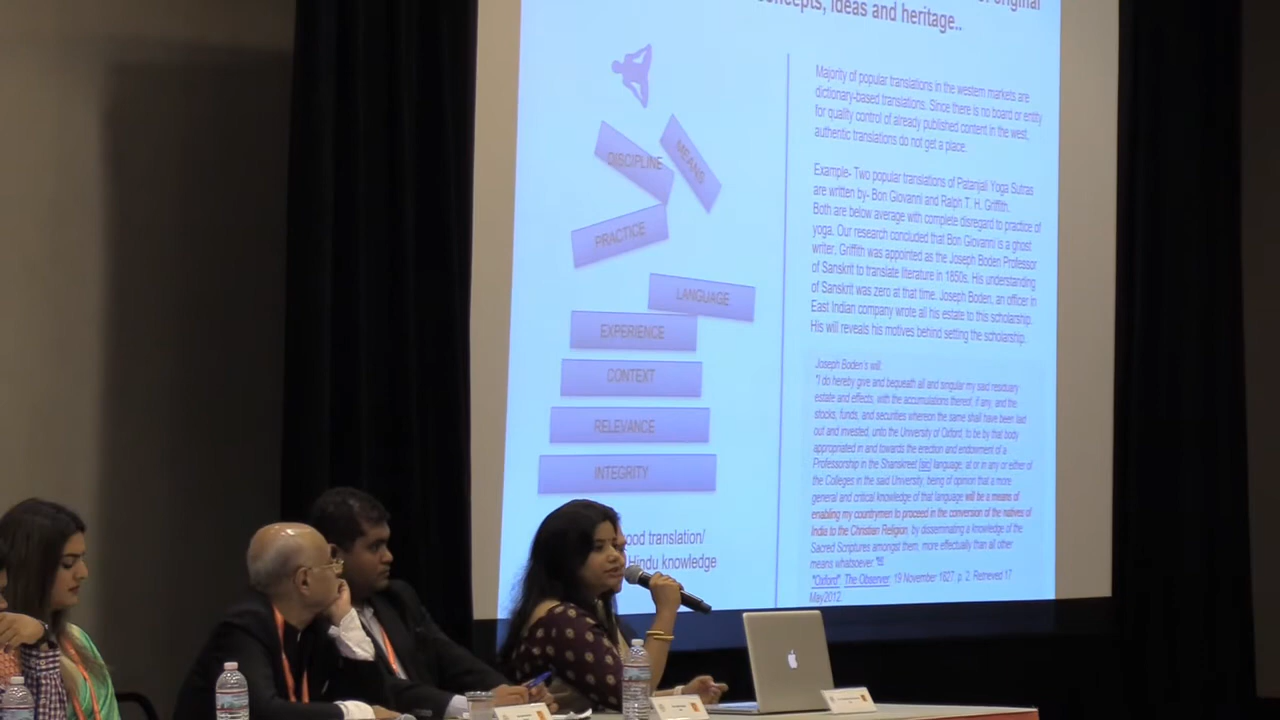 original
concepts, ideas and heritage..
DISCIPLINE
MEANS
PRACTICE
LANGUAGE
EXPERIENCE
CONTEXT
RELEVANCE
INTEGRITY
ood translation/
Hindu knowledge
Majority of popular translations in the western markets are
dictionary-based translations. Since there is no board or entity
for quality control of already published content in the west,
authentic translations do not get a place.
Example- Two popular translations of Patanjali Yoga Sutras
are written by- Bon Giovanni and Ralph T. H. Griffith.
Both are below average with complete disregard to practice of
yoga. Our research concluded that Bon Giovanni is a ghost
writer. Griffith was appointed as the Joseph Boden Professor
of Sanskrit to translate literature in 1850s. His understanding
of Sanskrit was zero at that time. Joseph Boden, an officer in
East Indian company wrote all his estate to this scholarship.
His will reveals his motives behind setting the scholarship.
Joseph Boden's will:
"I do hereby give and bequeath all and singular my said residuary
estate and effects, with the accumulations thereof, if any, and the
stocks, funds, and securities whereon the same shall have been laid
out and invested, unto the University of Oxford, to be by that body
appropriated in and towards the erection and endowment of a
Professorship in the Shanskreet [sic] language, at or in any or either of
the Colleges in the said University, being of opinion that a more
general and critical knowledge of that language will be a means of
enabling my countrymen to proceed in the conversion of the natives of
India to the Christian Religion, by disseminating a knowledge of the
Sacred Scriptures amongst them, more effectually than all other
means whatsoever."
"Oxford". The Observer: 19 November 1827: p. 2. Retrieved 17
May2012.